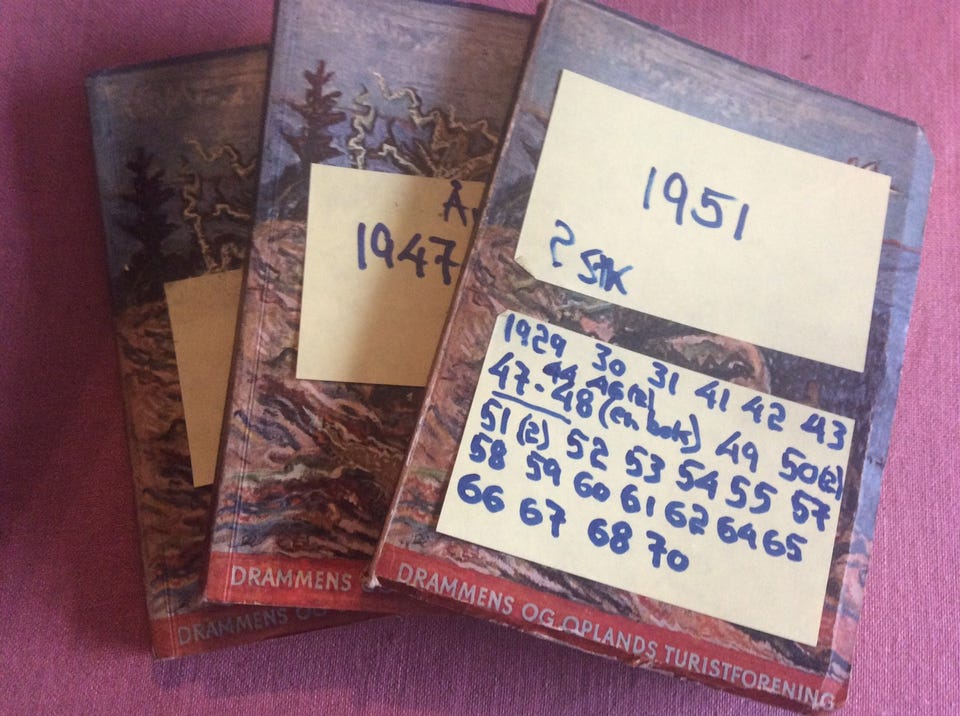 1951
2 STK
1929 30 31 41 42 43
44 46(2)
47-48 (en bok) 49 50(2)
51(2) 52 53 54 55 57
58 59 60 61 62 64 65
66 67 68 70
DRAMMENS OG OPLANDS TURISTFORENING
År
1947
DRAMMENS
DRAMMENS O